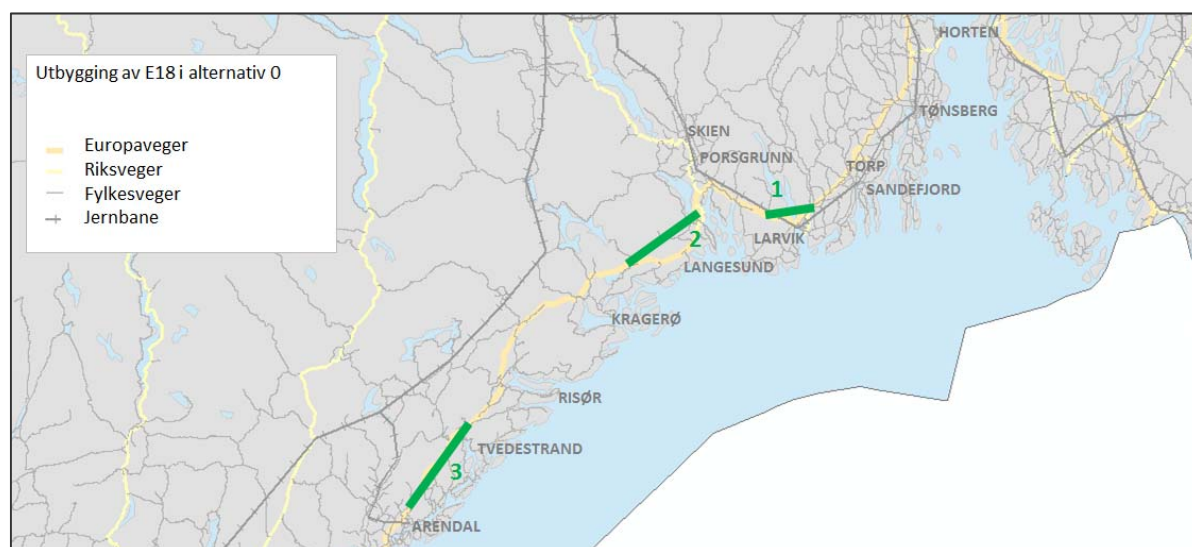 Utbygging av E18 i alternativ 0
Europaveger
Riksveger
Fylkesveger
Jernbane
HORTEN
TØNSBERG
SKIEN
PORSGRUNN
TORP
1
SANDEFJORD
LARVIK
2
LANGESUND
KRAGERØ
RISØR
TVEDESTRAND
3
ARENDAL